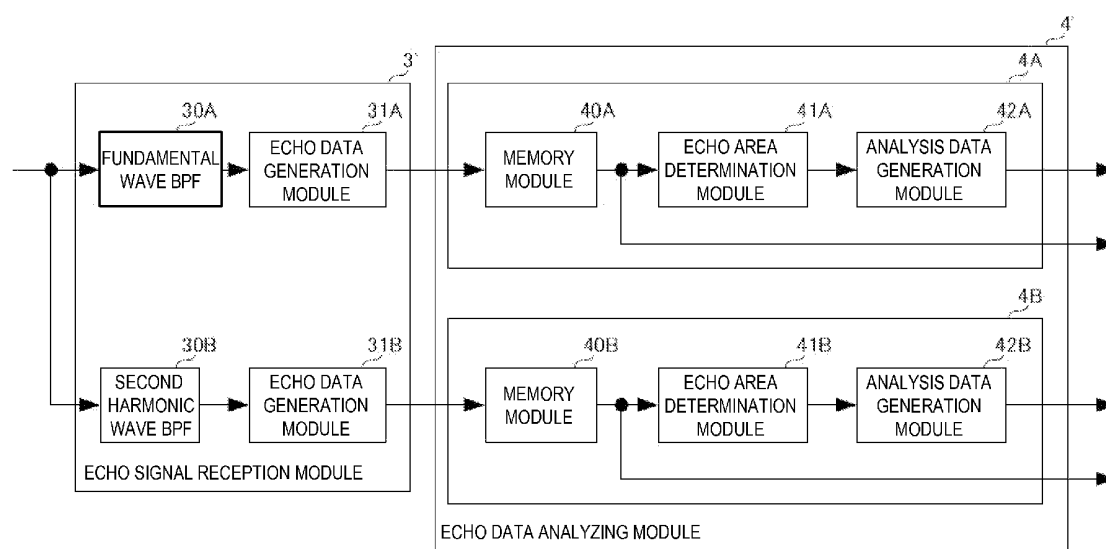 4'
3'
4A
30A
31A
40A
41A
42A
FUNDAMENTAL
WAVE BPF
ECHO DATA
GENERATION
MODULE
MEMORY
MODULE
ECHO AREA
DETERMINATION
MODULE
ANALYSIS DATA
GENERATION
MODULE
4B
30B
31B
40B
41B
42B
SECOND
HARMONIC
WAVE BPF
ECHO DATA
GENERATION
MODULE
MEMORY
MODULE
ECHO AREA
DETERMINATION
MODULE
ANALYSIS DATA
GENERATION
MODULE
ECHO SIGNAL RECEPTION MODULE
ECHO DATA ANALYZING MODULE